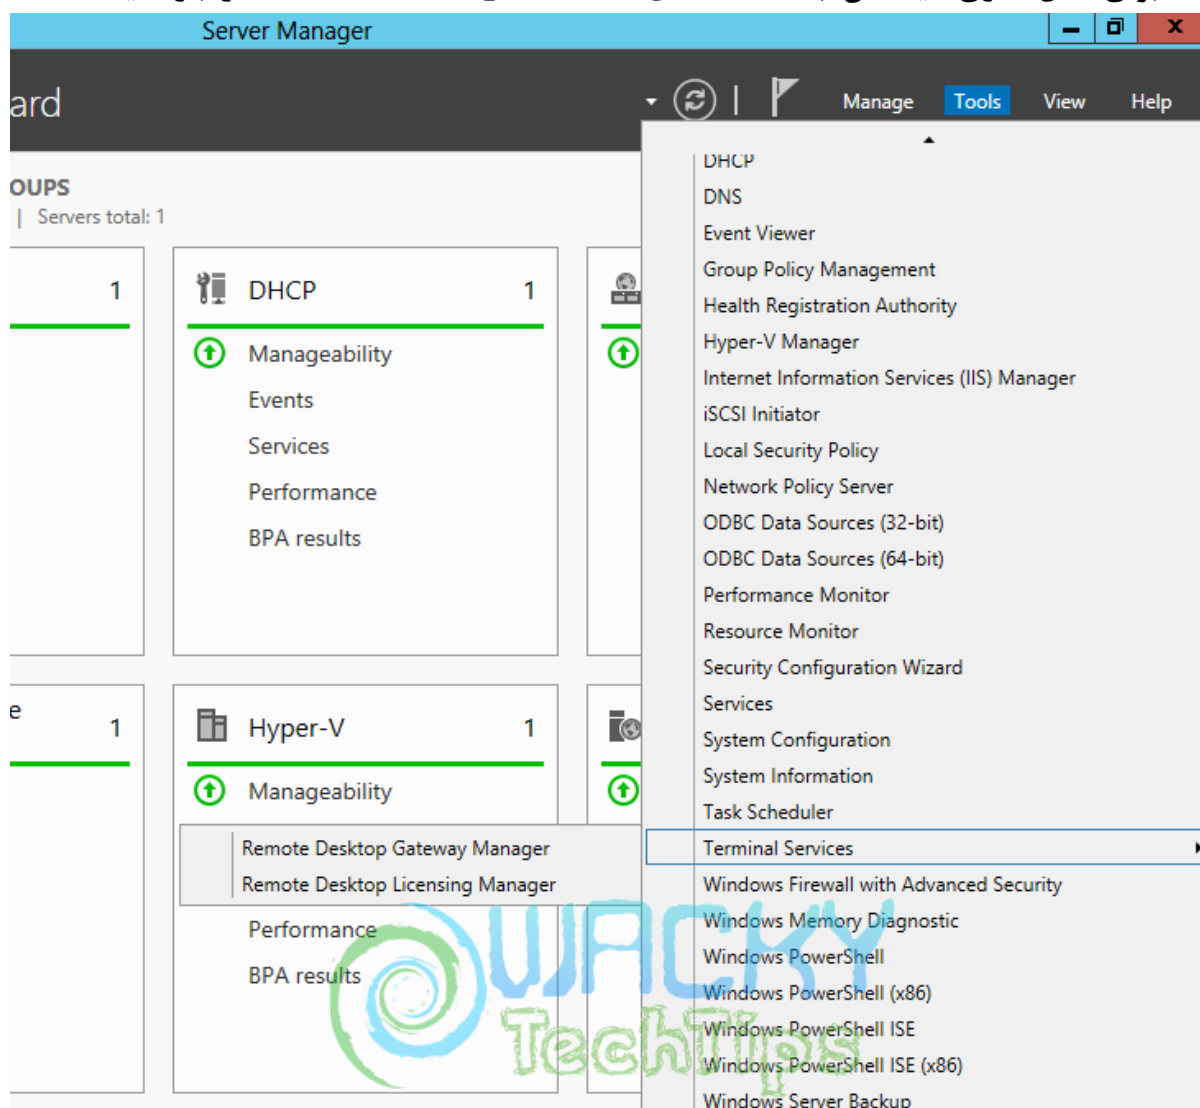 Server Manager
ard
Manage Tools View Help
OUPS
| Servers total: 1
1
DHCP 1
Manageability
Events
Services
Performance
BPA results
e
1
Hyper-V 1
Manageability
Remote Desktop Gateway Manager
Remote Desktop Licensing Manager
Performance
BPA results
DHCP
DNS
Event Viewer
Group Policy Management
Health Registration Authority
Hyper-V Manager
Internet Information Services (IIS) Manager
iSCSI Initiator
Local Security Policy
Network Policy Server
ODBC Data Sources (32-bit)
ODBC Data Sources (64-bit)
Performance Monitor
Resource Monitor
Security Configuration Wizard
Services
System Configuration
System Information
Task Scheduler
Terminal Services
Windows Firewall with Advanced Security
Windows Memory Diagnostic
Windows PowerShell
Windows PowerShell (x86)
Windows PowerShell ISE
Windows PowerShell ISE (x86)
Windows Server Backup
WACKY
TechTips